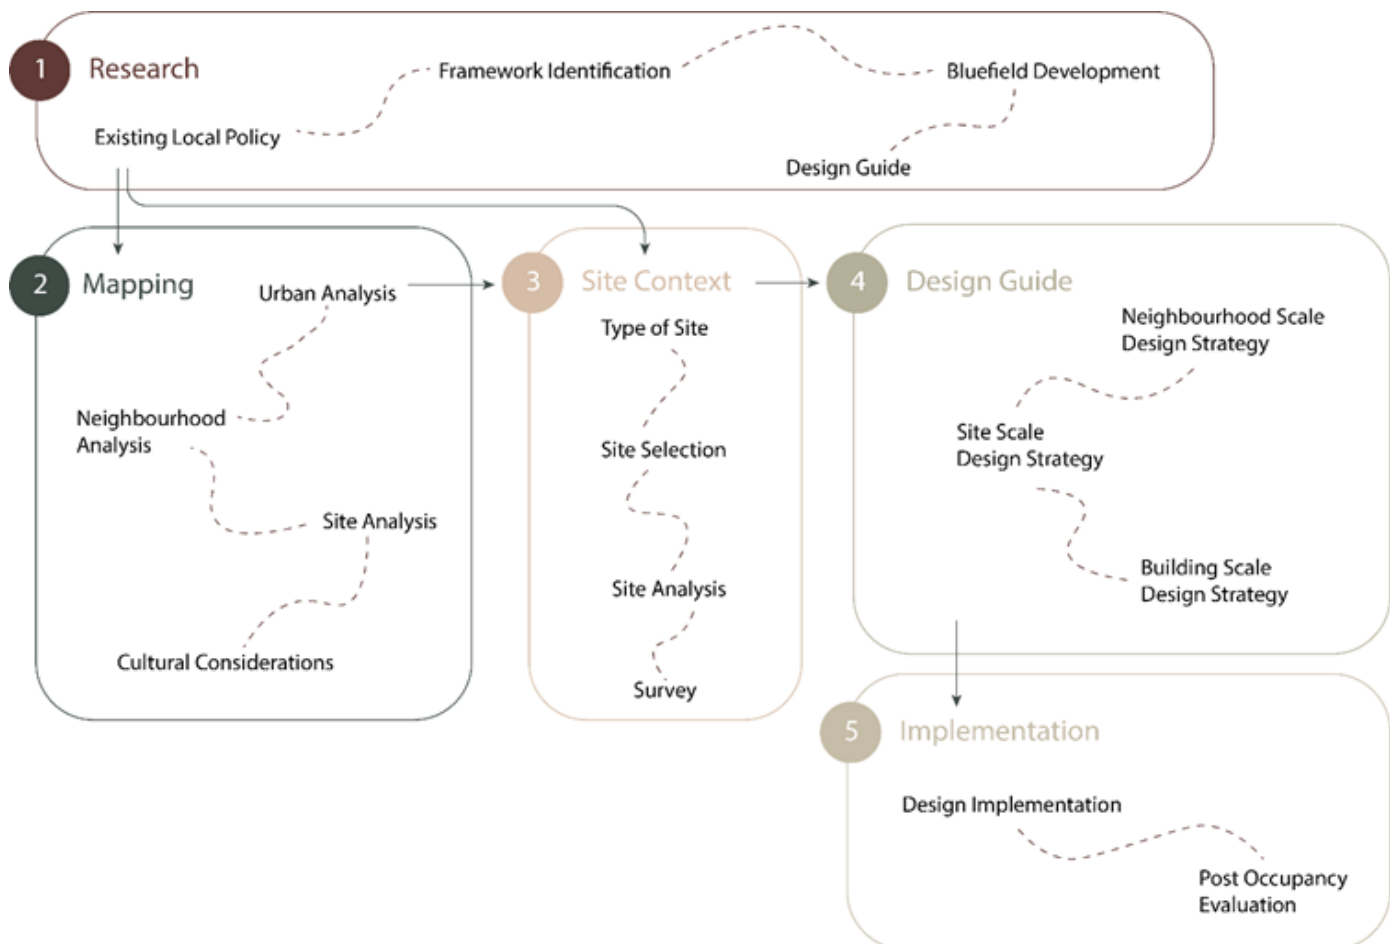 1 Research
Framework Identification
Bluefield Development
Existing Local Policy
Design Guide
2 Mapping
Urban Analysis
Neighbourhood
Analysis
Site Analysis
Cultural Considerations
3 Site Context
Type of Site
Site Selection
Site Analysis
Survey
4 Design Guide
Neighbourhood Scale
Design Strategy
Site Scale
Design Strategy
Building Scale
Design Strategy
5 Implementation
Design Implementation
Post Occupancy
Evaluation